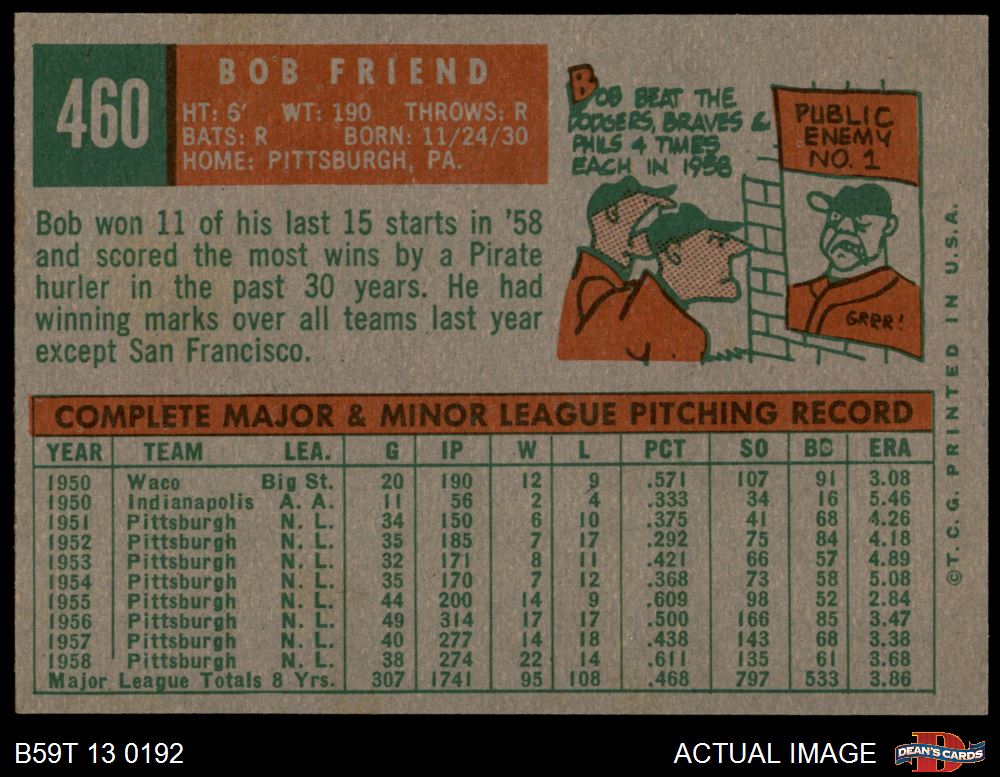 460
BOB FRIEND
HT: 6' WT: 190 THROWS: R
BATS: R BORN: 11/24/30
HOME: PITTSBURGH, PA.
BOB BEAT THE
DODGERS, BRAVES &
PHILS 4 TIMES
EACH IN 1958
PUBLIC
ENEMY
NO. 1
GRRR!
Bob won 11 of his last 15 starts in '58
and scored the most wins by a Pirate
hurler in the past 30 years. He had
winning marks over all teams last year
except San Francisco.
COMPLETE MAJOR & MINOR LEAGUE PITCHING RECORD
YEAR TEAM LEA. G IP W L PCT SO BB ERA
1950 Waco Big St. 20 190 12 9 .571 107 91 3.08
1950 Indianapolis A. A. 11 56 2 4 .333 34 16 5.46
1951 Pittsburgh N. L. 34 150 6 10 .375 41 68 4.26
1952 Pittsburgh N. L. 35 185 7 17 .292 75 84 4.18
1953 Pittsburgh N. L. 32 171 8 11 .421 66 57 4.89
1954 Pittsburgh N. L. 35 170 7 12 .368 73 58 5.08
1955 Pittsburgh N. L. 44 200 14 9 .609 98 52 2.84
1956 Pittsburgh N. L. 49 314 17 17 .500 166 85 3.47
1957 Pittsburgh N. L. 40 277 14 18 .438 143 68 3.38
1958 Pittsburgh N. L. 38 274 22 14 .611 135 61 3.68
Major League Totals 8 Yrs. 307 1741 95 108 .468 797 533 3.86
©T.C.G. PRINTED IN U.S.A.
B59T 13 0192
ACTUAL IMAGE
D
DEAN'S CARDS